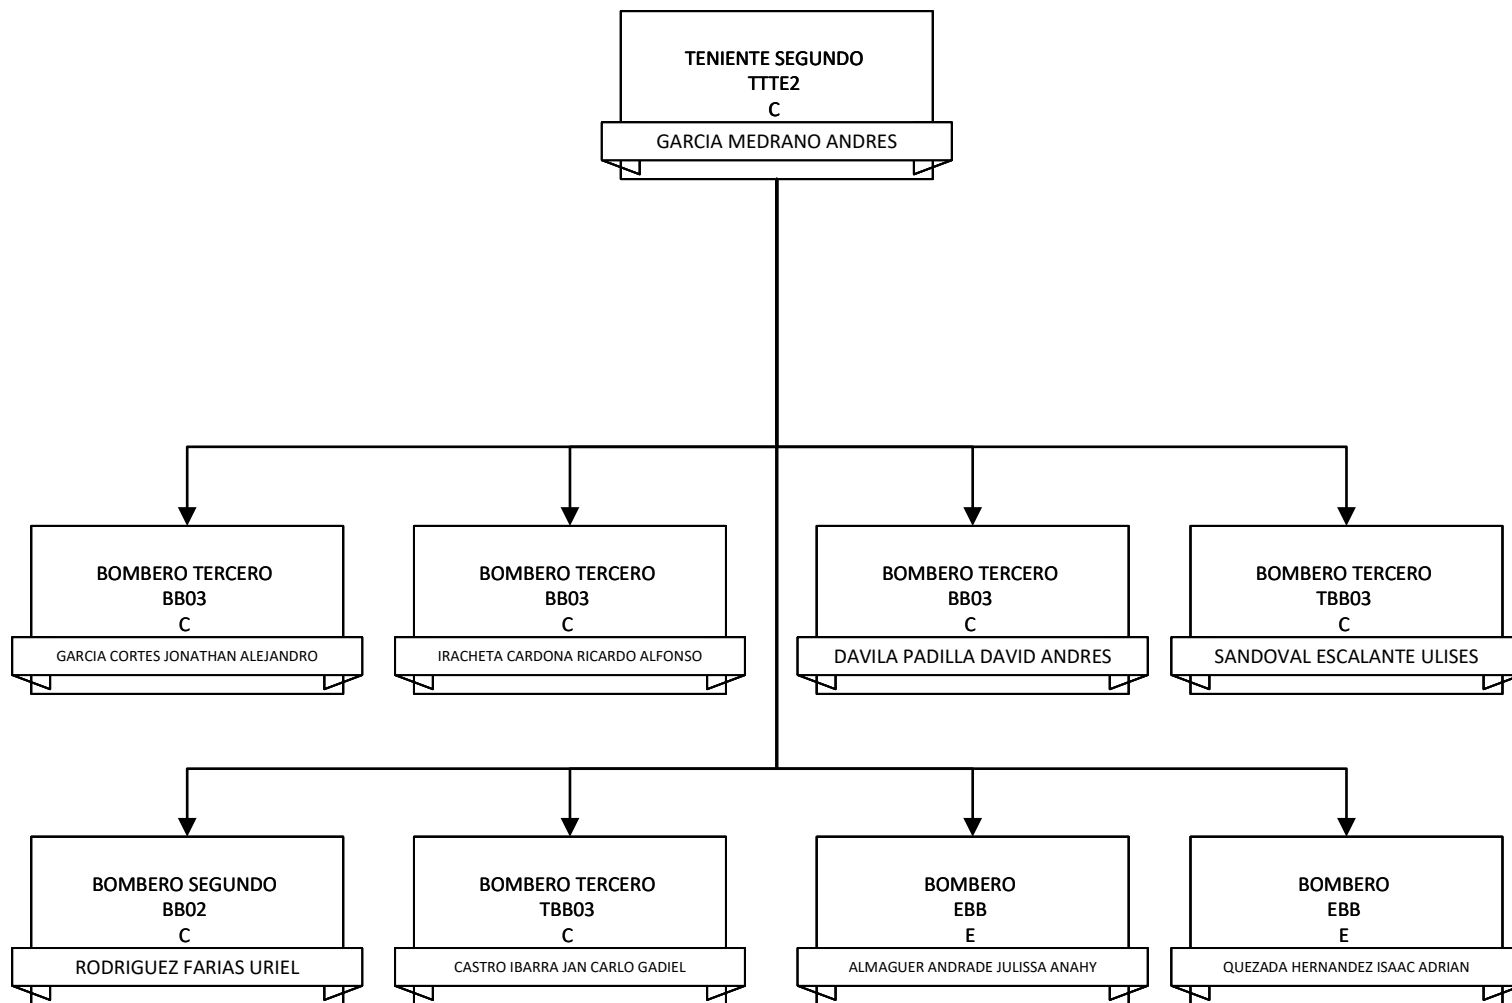 TENIENTE SEGUNDO
TTTE2
C
GARCIA MEDRANO ANDRES
BOMBERO TERCERO
BB03
C
GARCIA CORTES JONATHAN ALEJANDRO
BOMBERO TERCERO
BB03
C
IRACHETA CARDONA RICARDO ALFONSO
BOMBERO TERCERO
BB03
C
DAVILA PADILLA DAVID ANDRES
BOMBERO TERCERO
TBB03
C
SANDOVAL ESCALANTE ULISES
BOMBERO SEGUNDO
BB02
C
RODRIGUEZ FARIAS URIEL
BOMBERO TERCERO
TBB03
C
CASTRO IBARRA JAN CARLO GADIEL
BOMBERO
EBB
E
ALMAGUER ANDRADE JULISSA ANAHY
BOMBERO
EBB
E
QUEZADA HERNANDEZ ISAAC ADRIAN